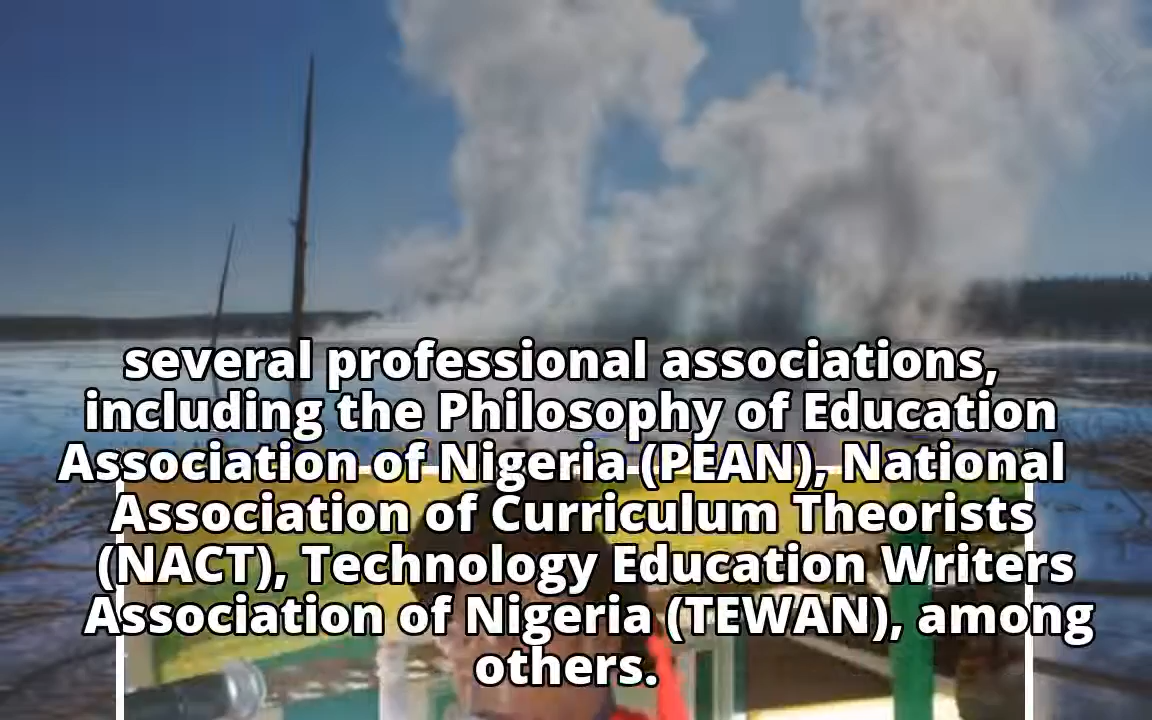 several professional associations,
including the Philosophy of Education
Association of Nigeria (PEAN), National
Association of Curriculum Theorists
(NACT), Technology Education Writers
Association of Nigeria (TEWAN), among
others.